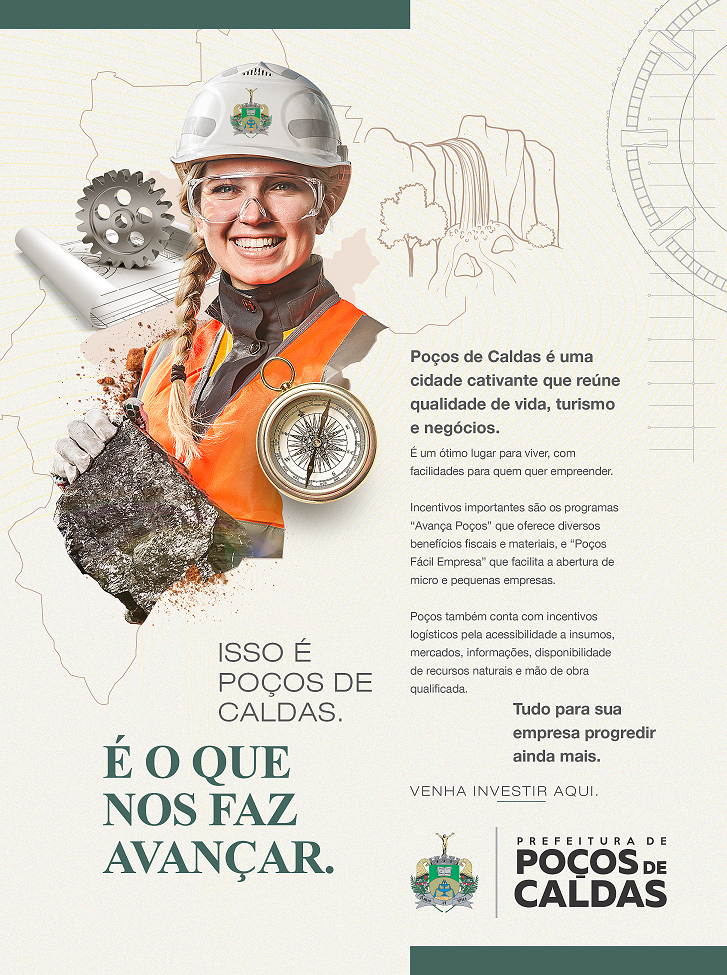 Poços de Caldas é uma
cidade cativante que reúne
qualidade de vida, turismo
e negócios.
É um ótimo lugar para viver, com
facilidades para quem quer empreender.
Incentivos importantes são os programas
“Avança Poços” que oferece diversos
benefícios fiscais e materiais, e “Poços
Fácil Empresa” que facilita a abertura de
micro e pequenas empresas.
Poços também conta com incentivos
logísticos pela acessibilidade a insumos,
mercados, informações, disponibilidade
de recursos naturais e mão de obra
qualificada.
Tudo para sua
empresa progredir
ainda mais.
VENHA INVESTIR AQUI.
ISSO É
POÇOS DE
CALDAS.
É O QUE
NOS FAZ
AVANÇAR.
PREFEITURA DE
POÇOS DE
CALDAS